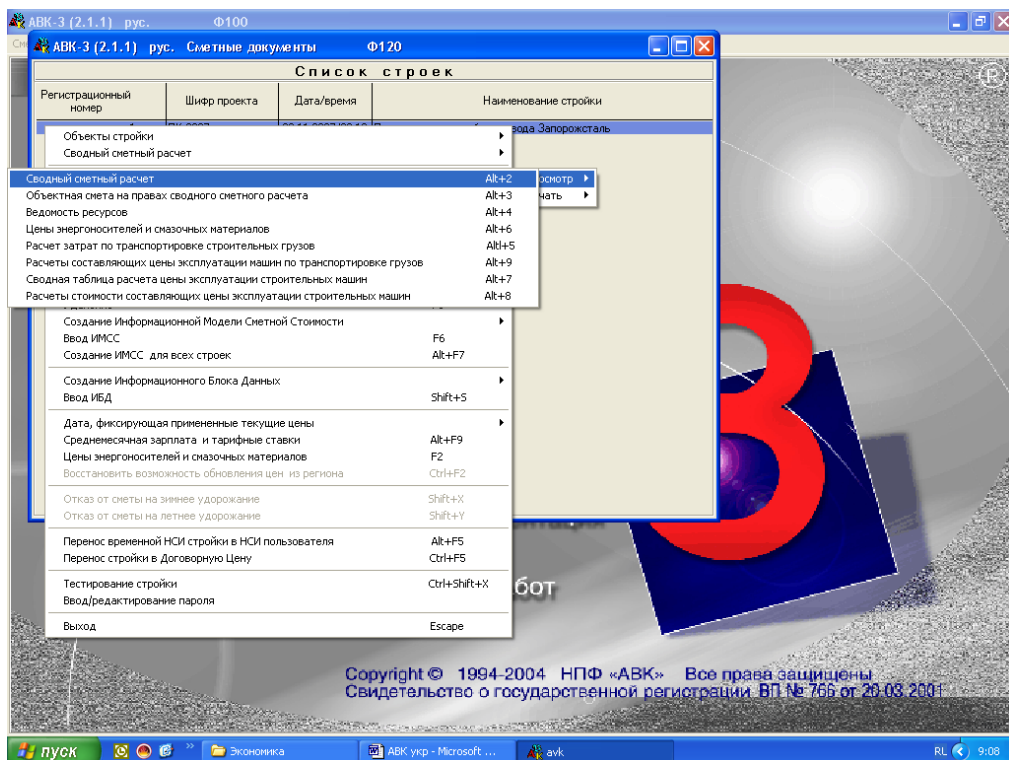 АВК-3 (2.1.1) рус. Ф100
АВК-3 (2.1.1) рус. Сметные документы Ф120
Список строек
Регистрационный номер Шифр проекта Дата/время Наименование стройки
Запорожсталь
Объекты стройки
Сводный сметный расчет
Сводный сметный расчет Alt+2
Объектная смета на правах сводного сметного расчета Alt+3
Ведомость ресурсов Alt+4
Цены энергоносителей и смазочных материалов Alt+6
Расчет затрат по транспортировке строительных грузов Altl+5
Расчеты составляющих цены эксплуатации машин по транспортировке грузов Alt+9
Сводная таблица расчета цены эксплуатации строительных машин Alt+7
Расчеты стоимости составляющих цены эксплуатации строительных машин Alt+8
Создание Информационной Модели Сметной Стоимости
Ввод ИМСС F6
Создание ИМСС для всех строек Alt+F7
Создание Информационного Блока Данных
Ввод ИБД Shift+S
Дата, фиксирующая примененные текущие цены
Среднемесячная зарплата и тарифные ставки Alt+F9
Цены энергоносителей и смазочных материалов F2
Восстановить возможность обновления цен из региона Ctrl+F2
Отказ от сметы на зимнее удорожание Shift+X
Отказ от сметы на летнее удорожание Shift+Y
Перенос временной НСИ стройки в НСИ пользователя Alt+F5
Перенос стройки в Договорную Цену Ctrl+F5
Тестирование стройки Ctrl+Shift+X
Ввод/редактирование пароля
Выход Escape
бот
3
Copyright © 1994-2004 НПФ «АВК» Все права защищены
Свидетельство о государственной регистрации ВП № 766 от 20.03.2001
пуск Экономика АВК укр - Microsoft ... avk RL 9:08